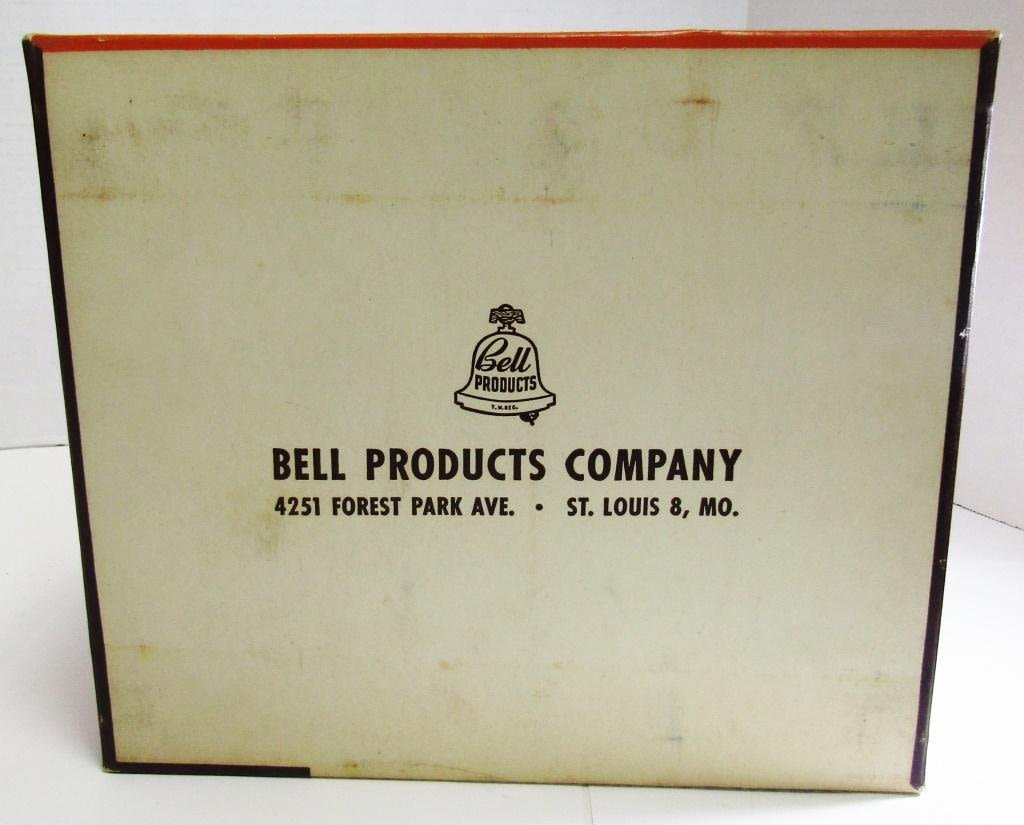 Bell
PRODUCTS
T.M.REG.
BELL PRODUCTS COMPANY
4251 FOREST PARK AVE. • ST. LOUIS 8, MO.